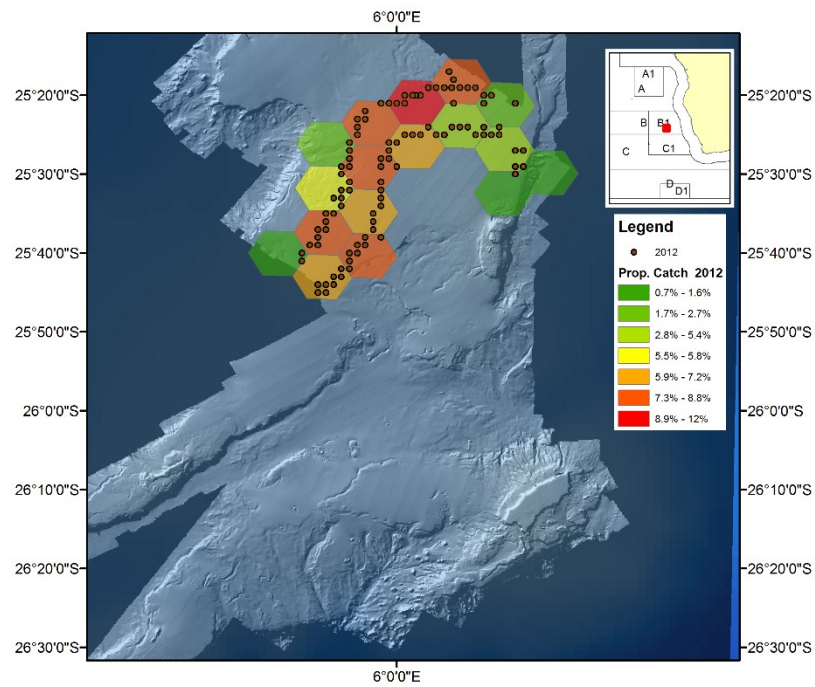 6°0'0"E
25°20'0"S
25°20'0"S
25°30'0"S
25°30'0"S
25°40'0"S
25°40'0"S
25°50'0"S
25°50'0"S
26°0'0"S
26°0'0"S
26°10'0"S
26°10'0"S
26°20'0"S
26°20'0"S
26°30'0"S
26°30'0"S
6°0'0"E
A1
A
B B1
C C1
D
D1
Legend
2012
Prop. Catch 2012
0.7% - 1.6%
1.7% - 2.7%
2.8% - 5.4%
5.5% - 5.8%
5.9% - 7.2%
7.3% - 8.8%
8.9% - 12%